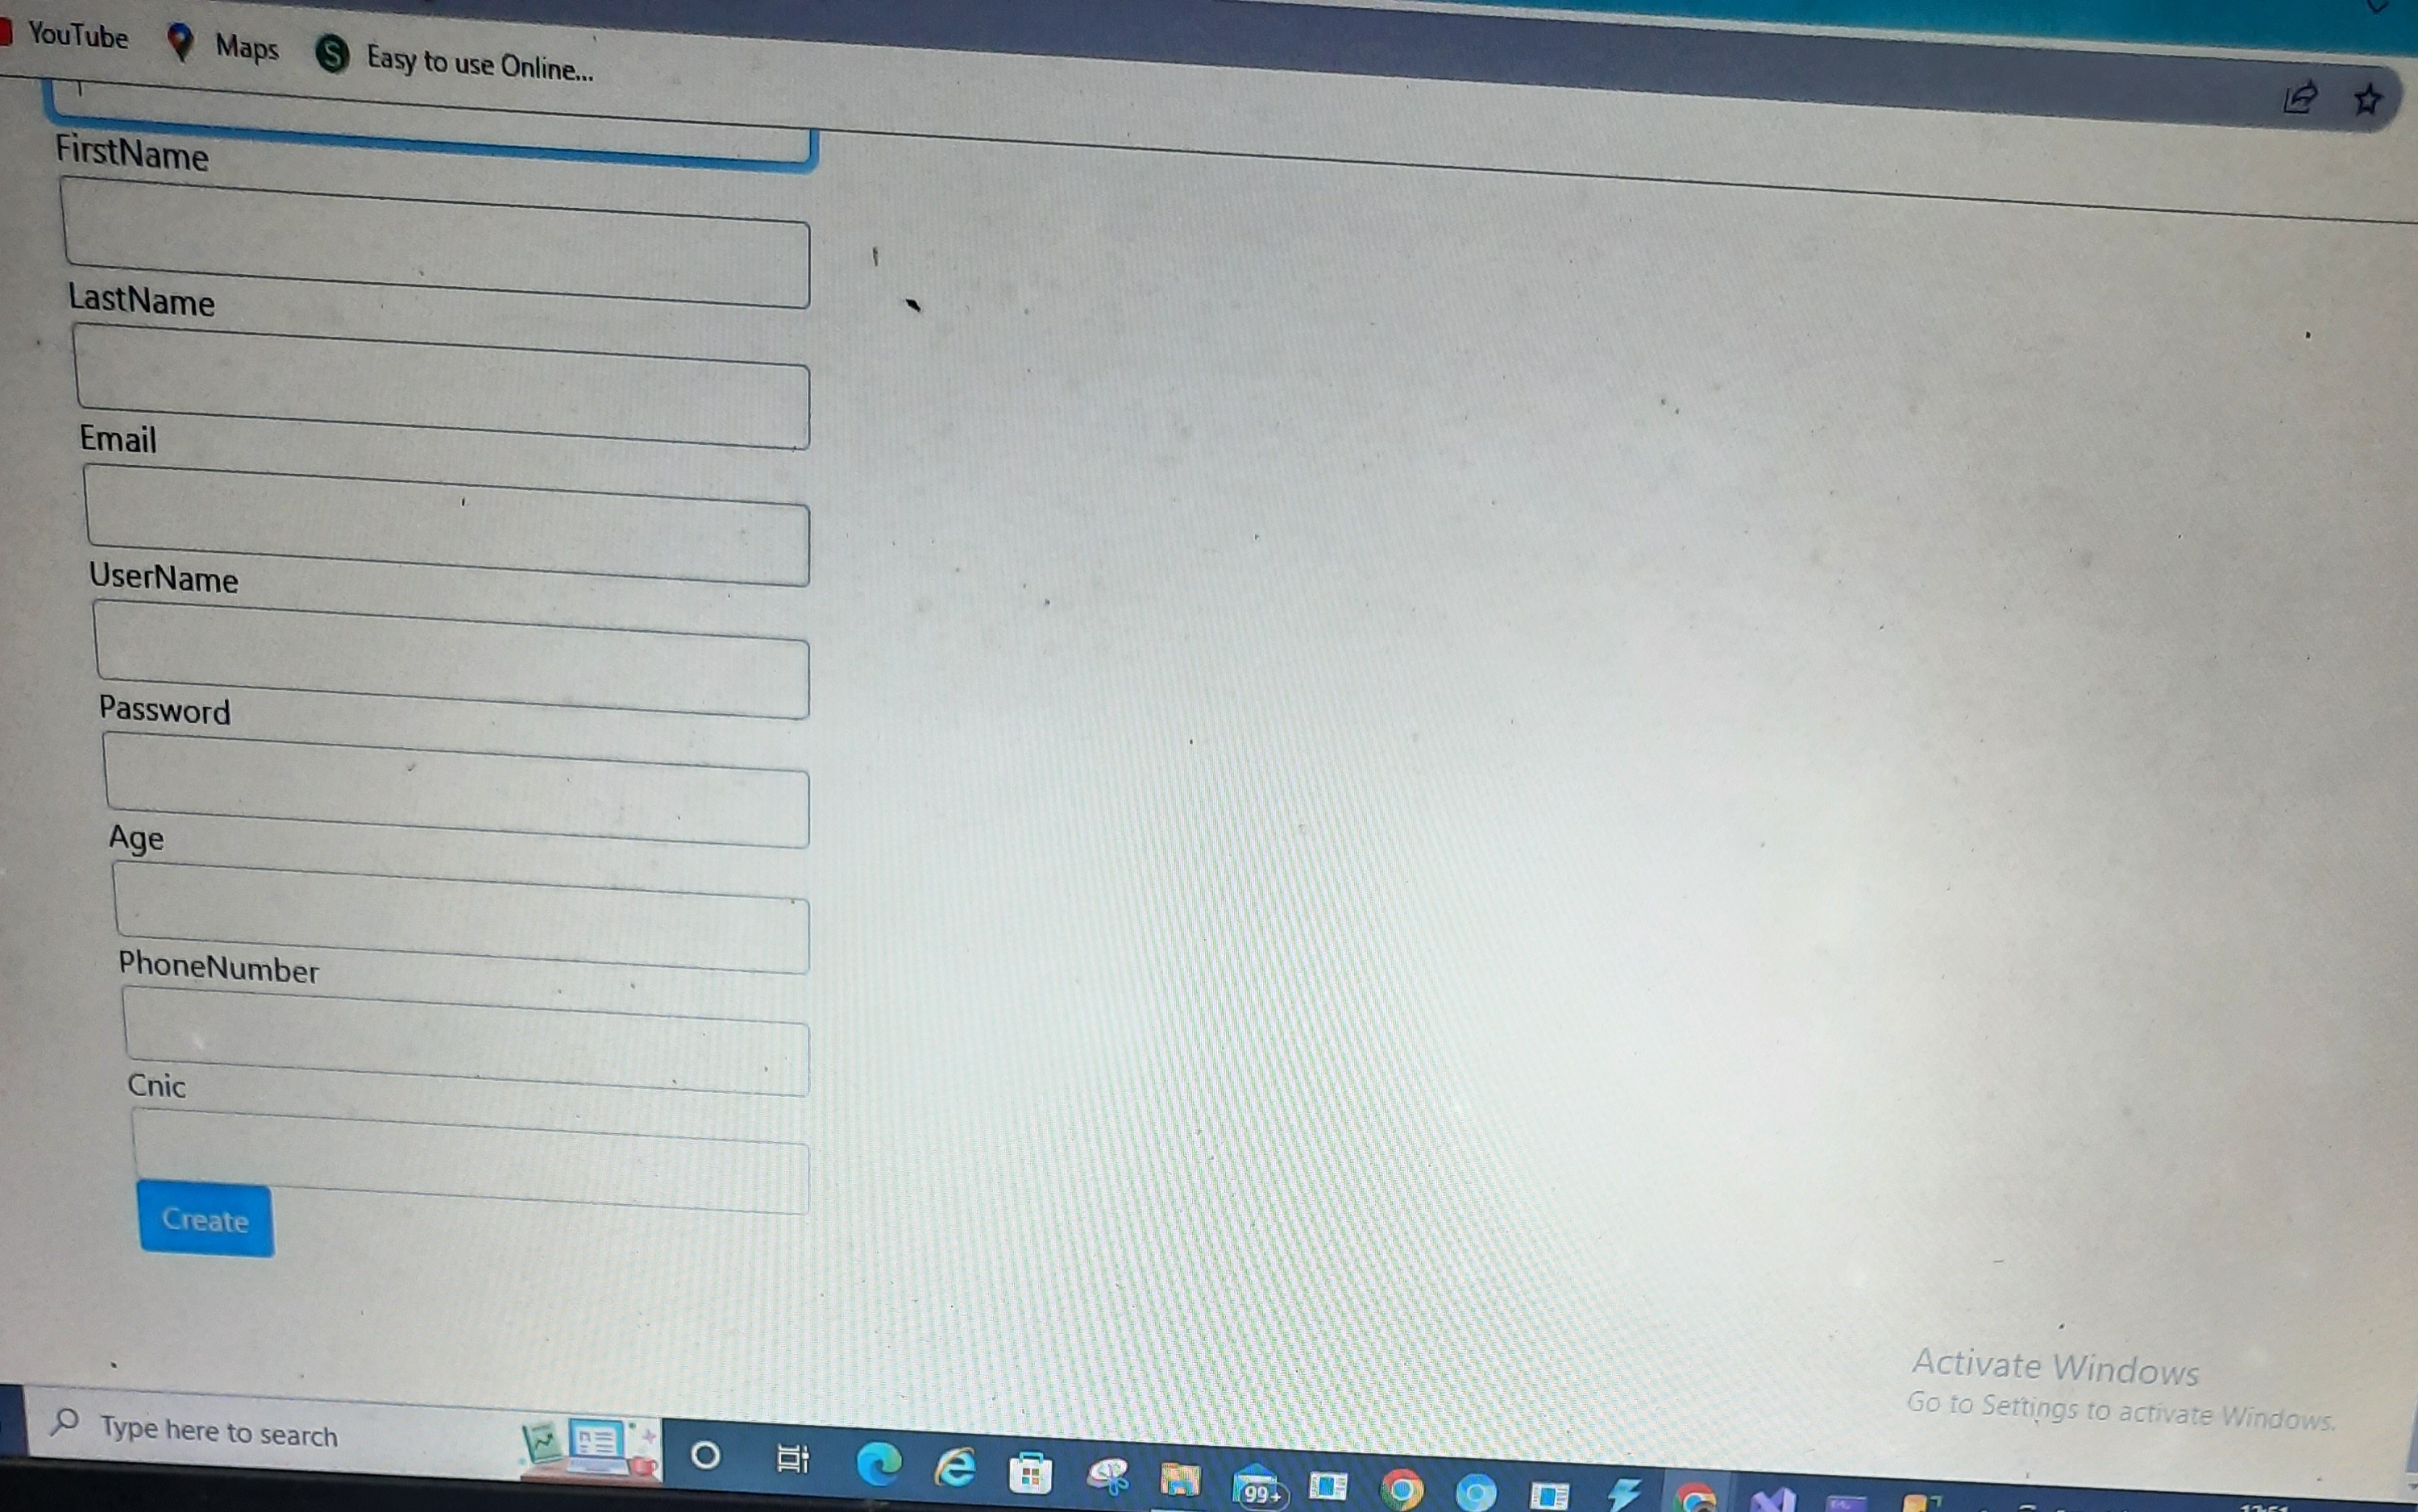 YouTube
Maps
Easy to use Online...
FirstName
LastName
Email
UserName
Password
Age
PhoneNumber
Cnic
Create
Activate Windows
Go to Settings to activate Windows.
Type here to search
99+